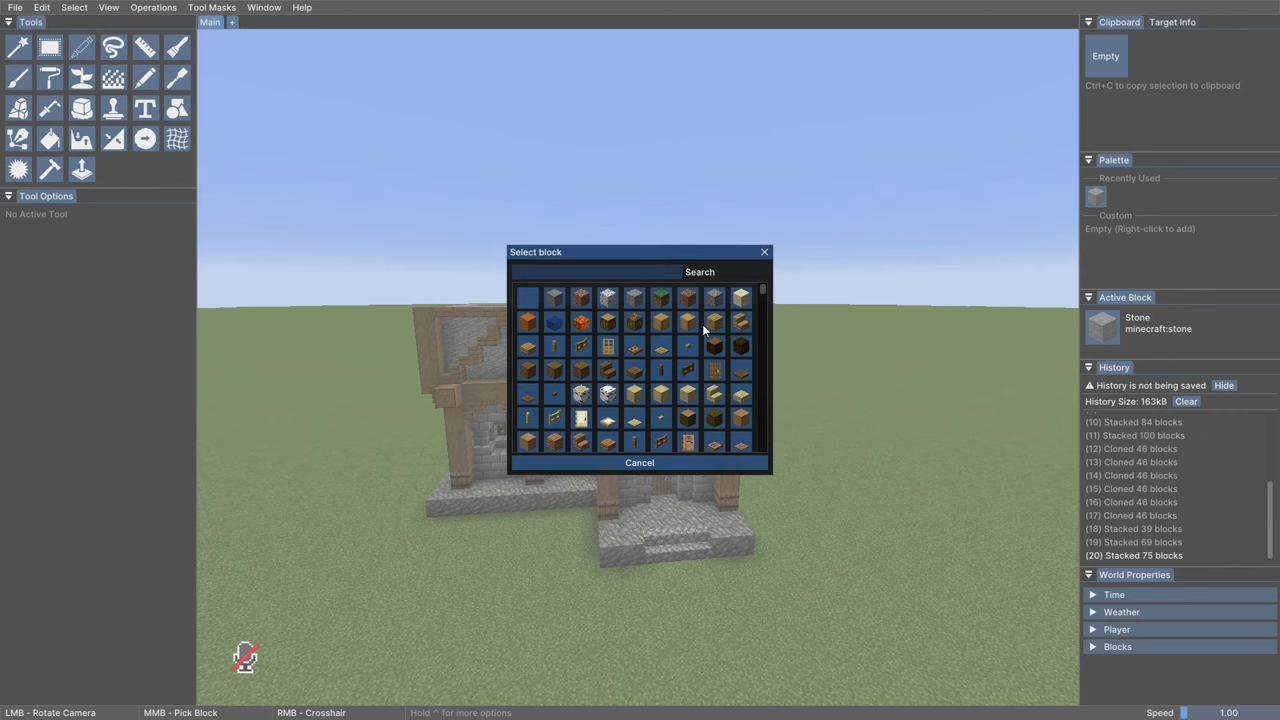 File Edit Select View Operations Tool Masks Window Help
Tools
Main +
Clipboard Target Info
Empty
Ctrl+C to copy selection to clipboard
Palette
Recently Used
Custom
Empty (Right-click to add)
Tool Options
No Active Tool
Select block
Search
Cancel
Active Block
Stone
minecraft:stone
History
History is not being saved Hide
History Size: 163kB Clear
(10) Stacked 84 blocks
(11) Stacked 100 blocks
(12) Cloned 46 blocks
(13) Cloned 46 blocks
(14) Cloned 46 blocks
(15) Cloned 46 blocks
(16) Cloned 46 blocks
(17) Cloned 46 blocks
(18) Stacked 39 blocks
(19) Stacked 69 blocks
(20) Stacked 75 blocks
World Properties
Time
Weather
Player
Blocks
LMB - Rotate Camera MMB - Pick Block RMB - Crosshair Hold ^ for more options Speed 1.00